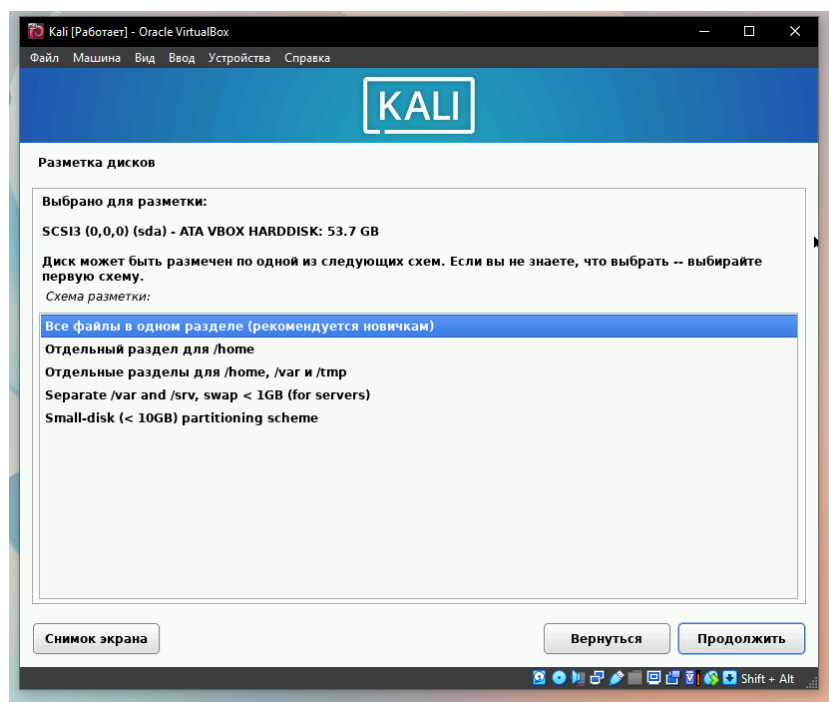 Kali [Работает] - Oracle VirtualBox
Файл Машина Вид Ввод Устройства Справка
KALI
Разметка дисков
Выбрано для разметки:
SCSI3 (0,0,0) (sda) - ATA VBOX HARDDISK: 53.7 GB
Диск может быть размечен по одной из следующих схем. Если вы не знаете, что выбрать -- выбирайте
первую схему.
Схема разметки:
Все файлы в одном разделе (рекомендуется новичкам)
Отдельный раздел для /home
Отдельные разделы для /home, /var и /tmp
Separate /var and /srv, swap < 1GB (for servers)
Small-disk (< 10GB) partitioning scheme
Снимок экрана Вернуться Продолжить
Shift + Alt